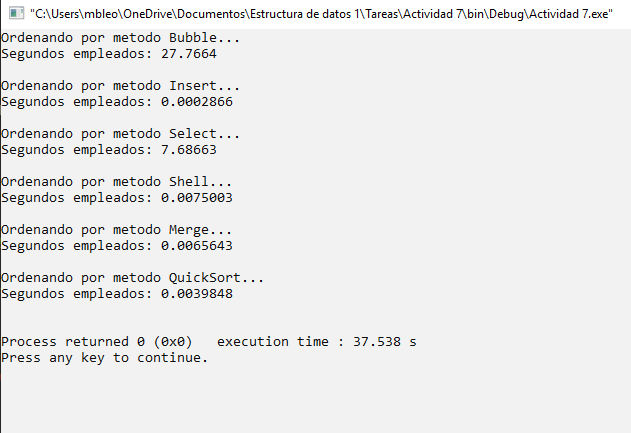 "C:\Users\mbleo\OneDrive\Documentos\Estructura de datos 1\Tareas\Actividad 7\bin\Debug\Actividad 7.exe"
Ordenando por metodo Bubble...
Segundos empleados: 27.7664
Ordenando por metodo Insert...
Segundos empleados: 0.0002866
Ordenando por metodo Select...
Segundos empleados: 7.68663
Ordenando por metodo Shell...
Segundos empleados: 0.0075003
Ordenando por metodo Merge...
Segundos empleados: 0.0065643
Ordenando por metodo QuickSort...
Segundos empleados: 0.0039848
Process returned 0 (0x0)   execution time : 37.538 s
Press any key to continue.